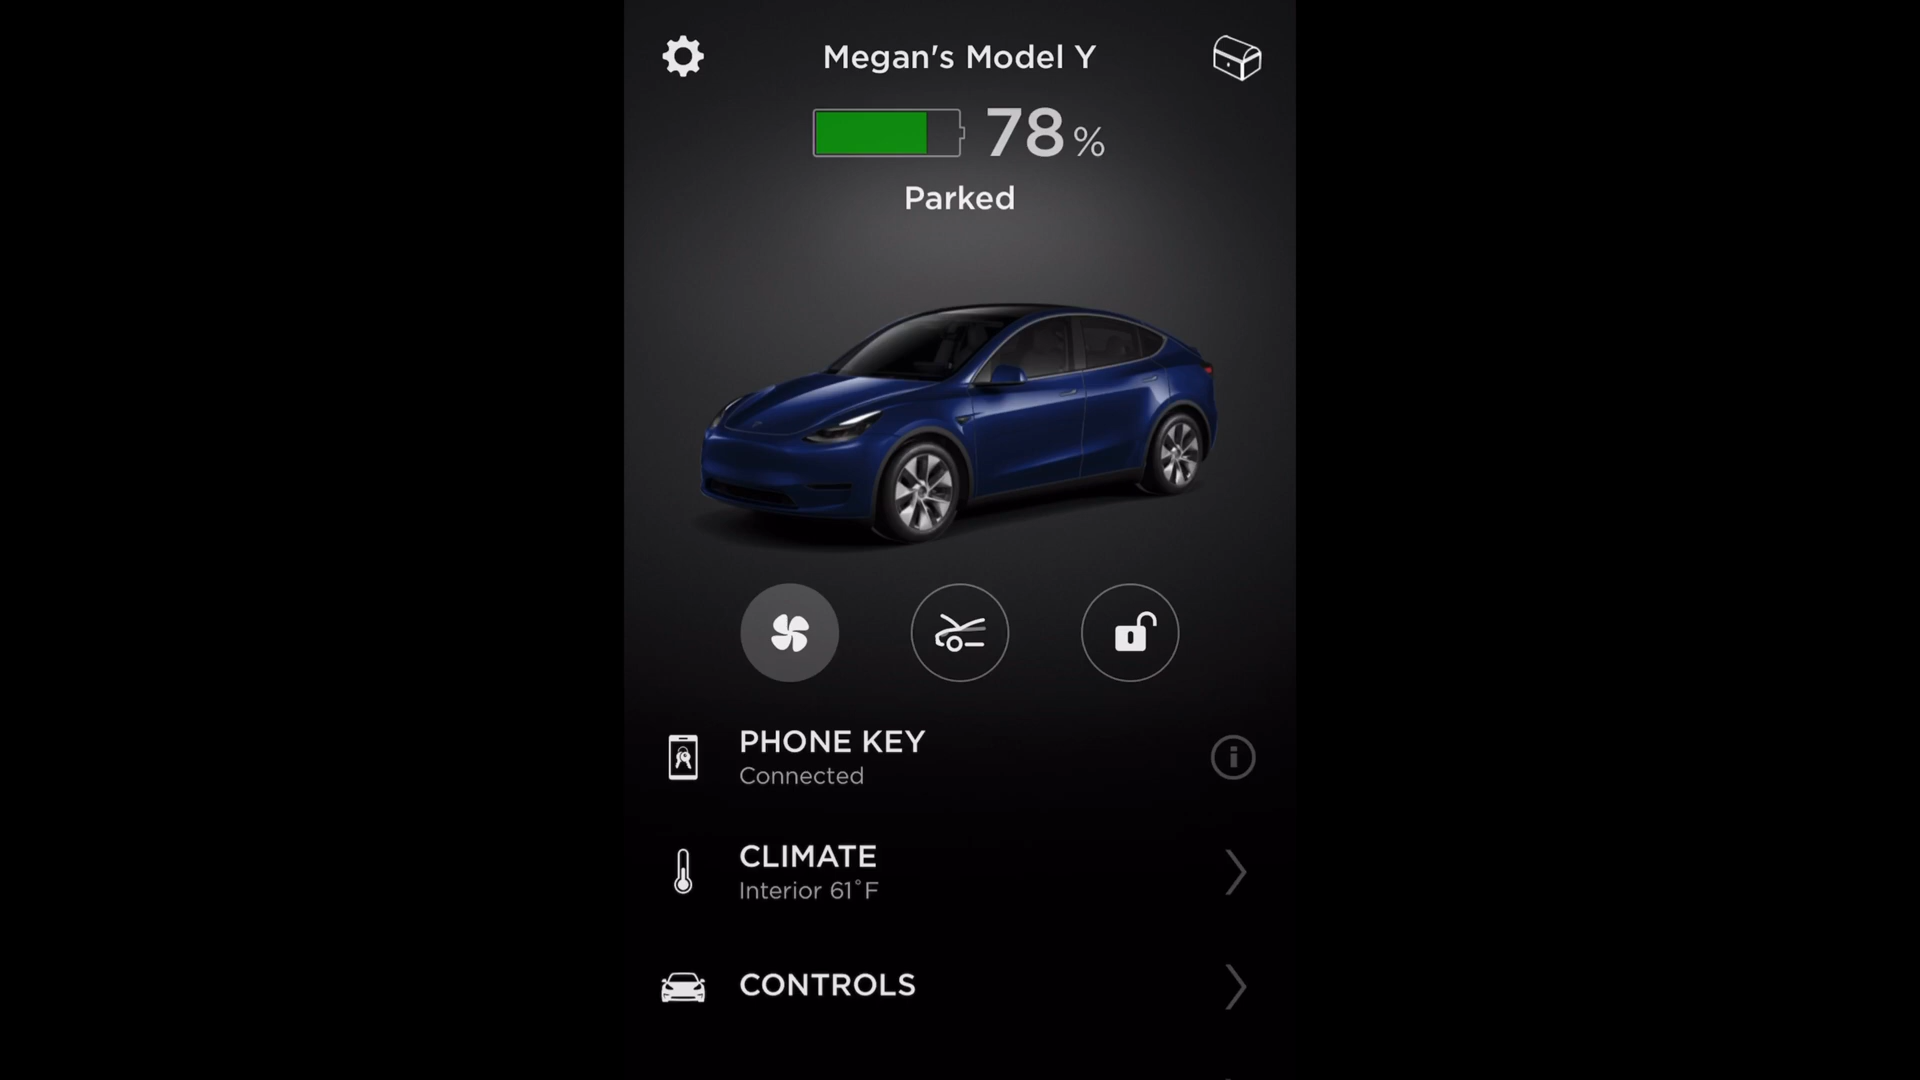 Megan's Model Y
78 %
Parked
PHONE KEY
Connected
CLIMATE
Interior 61°F
CONTROLS